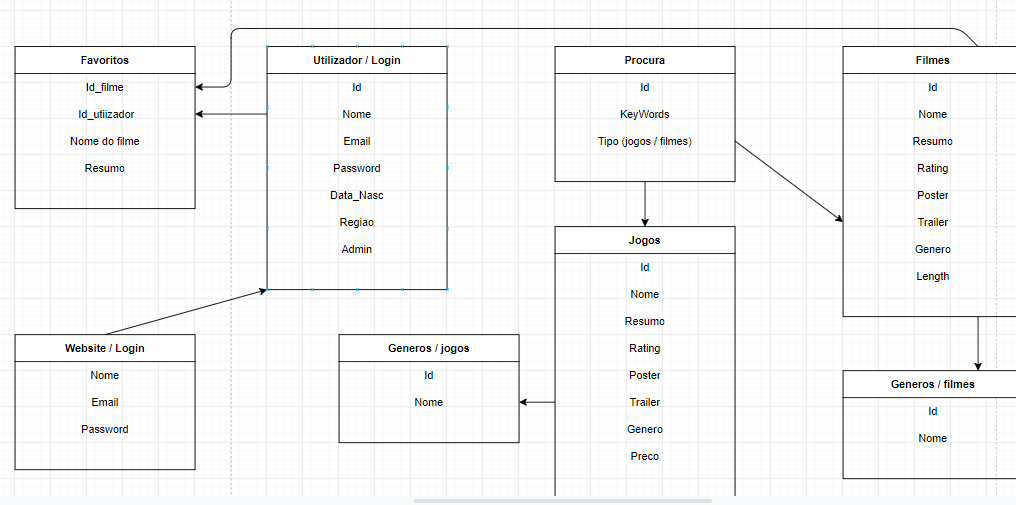 Favoritos
Id_filme
Id_utiizador
Nome do filme
Resumo
Utilizador / Login
Id
Nome
Email
Password
Data_Nasc
Regiao
Admin
Procura
Id
KeyWords
Tipo (jogos / filmes)
Filmes
Id
Nome
Resumo
Rating
Poster
Trailer
Genero
Length
Website / Login
Nome
Email
Password
Generos / jogos
Id
Nome
Jogos
Id
Nome
Resumo
Rating
Poster
Trailer
Genero
Preco
Generos / filmes
Id
Nome